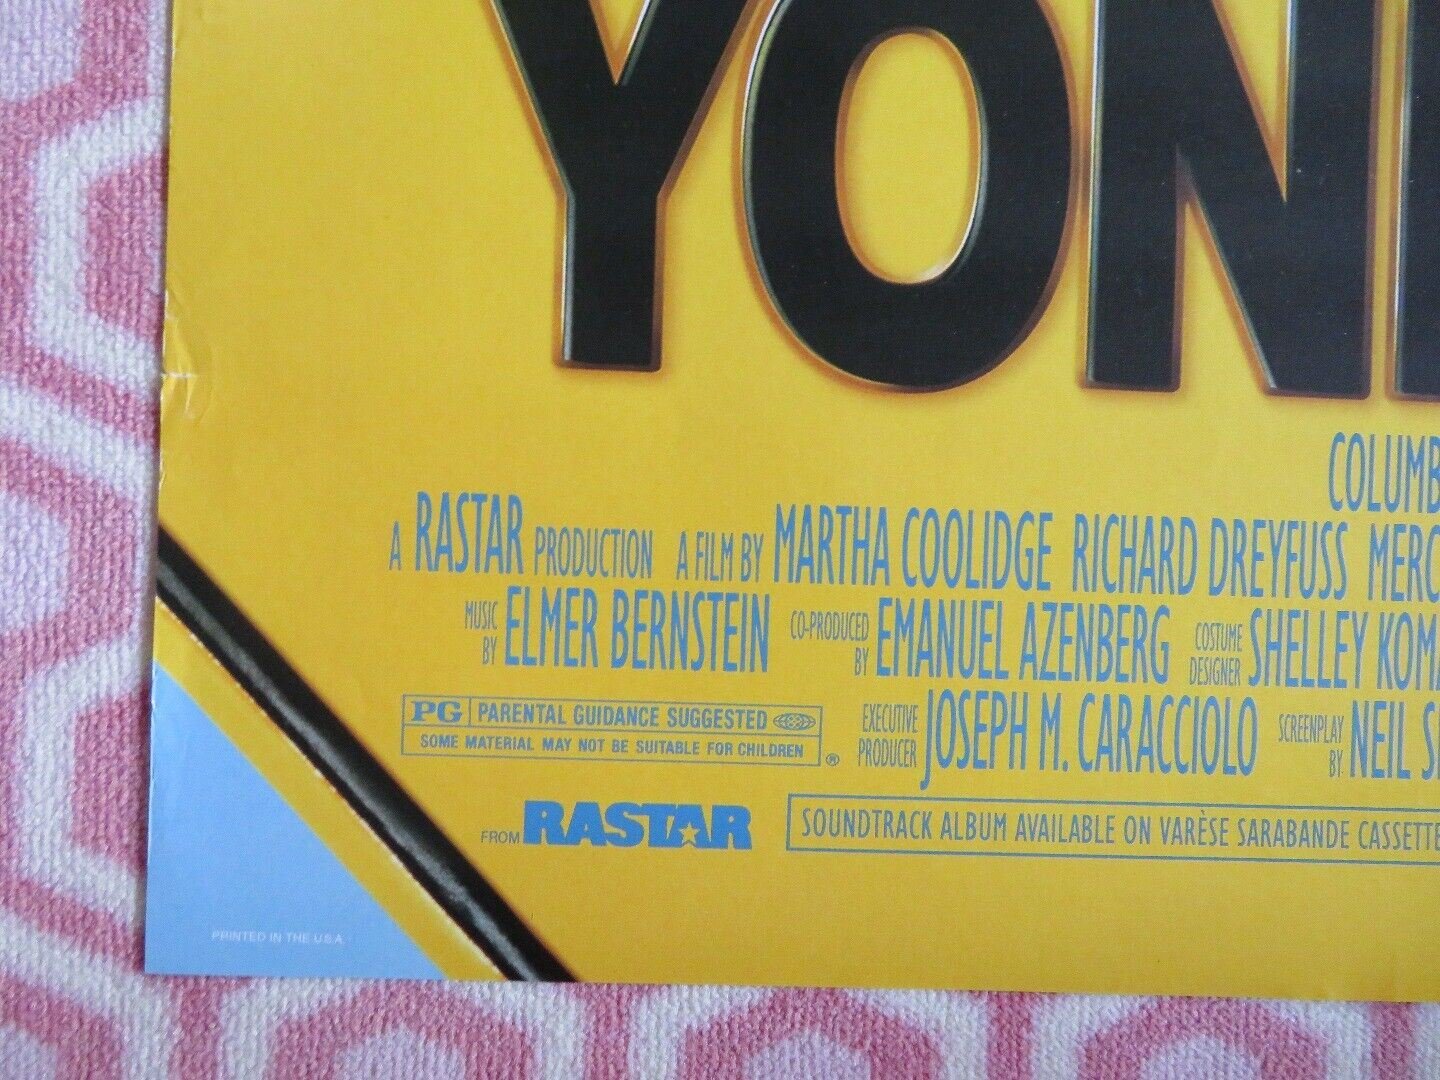 YON
COLUMB
A RASTAR PRODUCTION A FILM BY MARTHA COOLIDGE RICHARD DREYFUSS MERC
MUSIC BY ELMER BERNSTEIN CO-PRODUCED BY EMANUEL AZENBERG COSTUME DESIGNER SHELLEY KOMA
PG PARENTAL GUIDANCE SUGGESTED
SOME MATERIAL MAY NOT BE SUITABLE FOR CHILDREN ®
EXECUTIVE PRODUCER JOSEPH M. CARACCIOLO SCREENPLAY BY NEIL S
FROM RASTAR
SOUNDTRACK ALBUM AVAILABLE ON VARÈSE SARABANDE CASSETTE
PRINTED IN THE U.S.A.